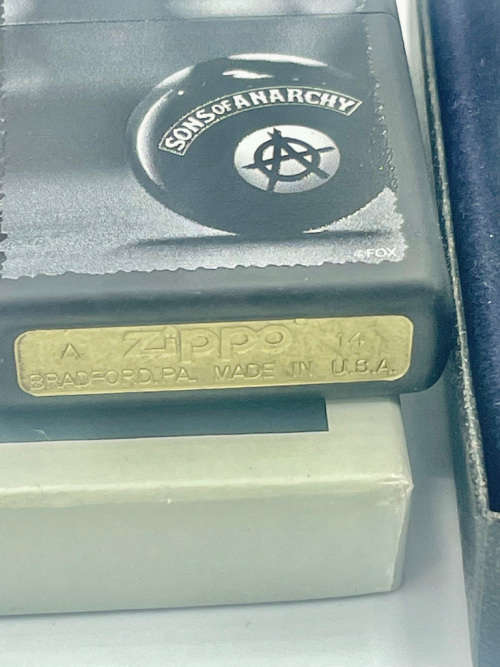 SONS OF ANARCHY
A
©FOX
A Zippo 14
BRADFORD.PA. MADE IN U.S.A.